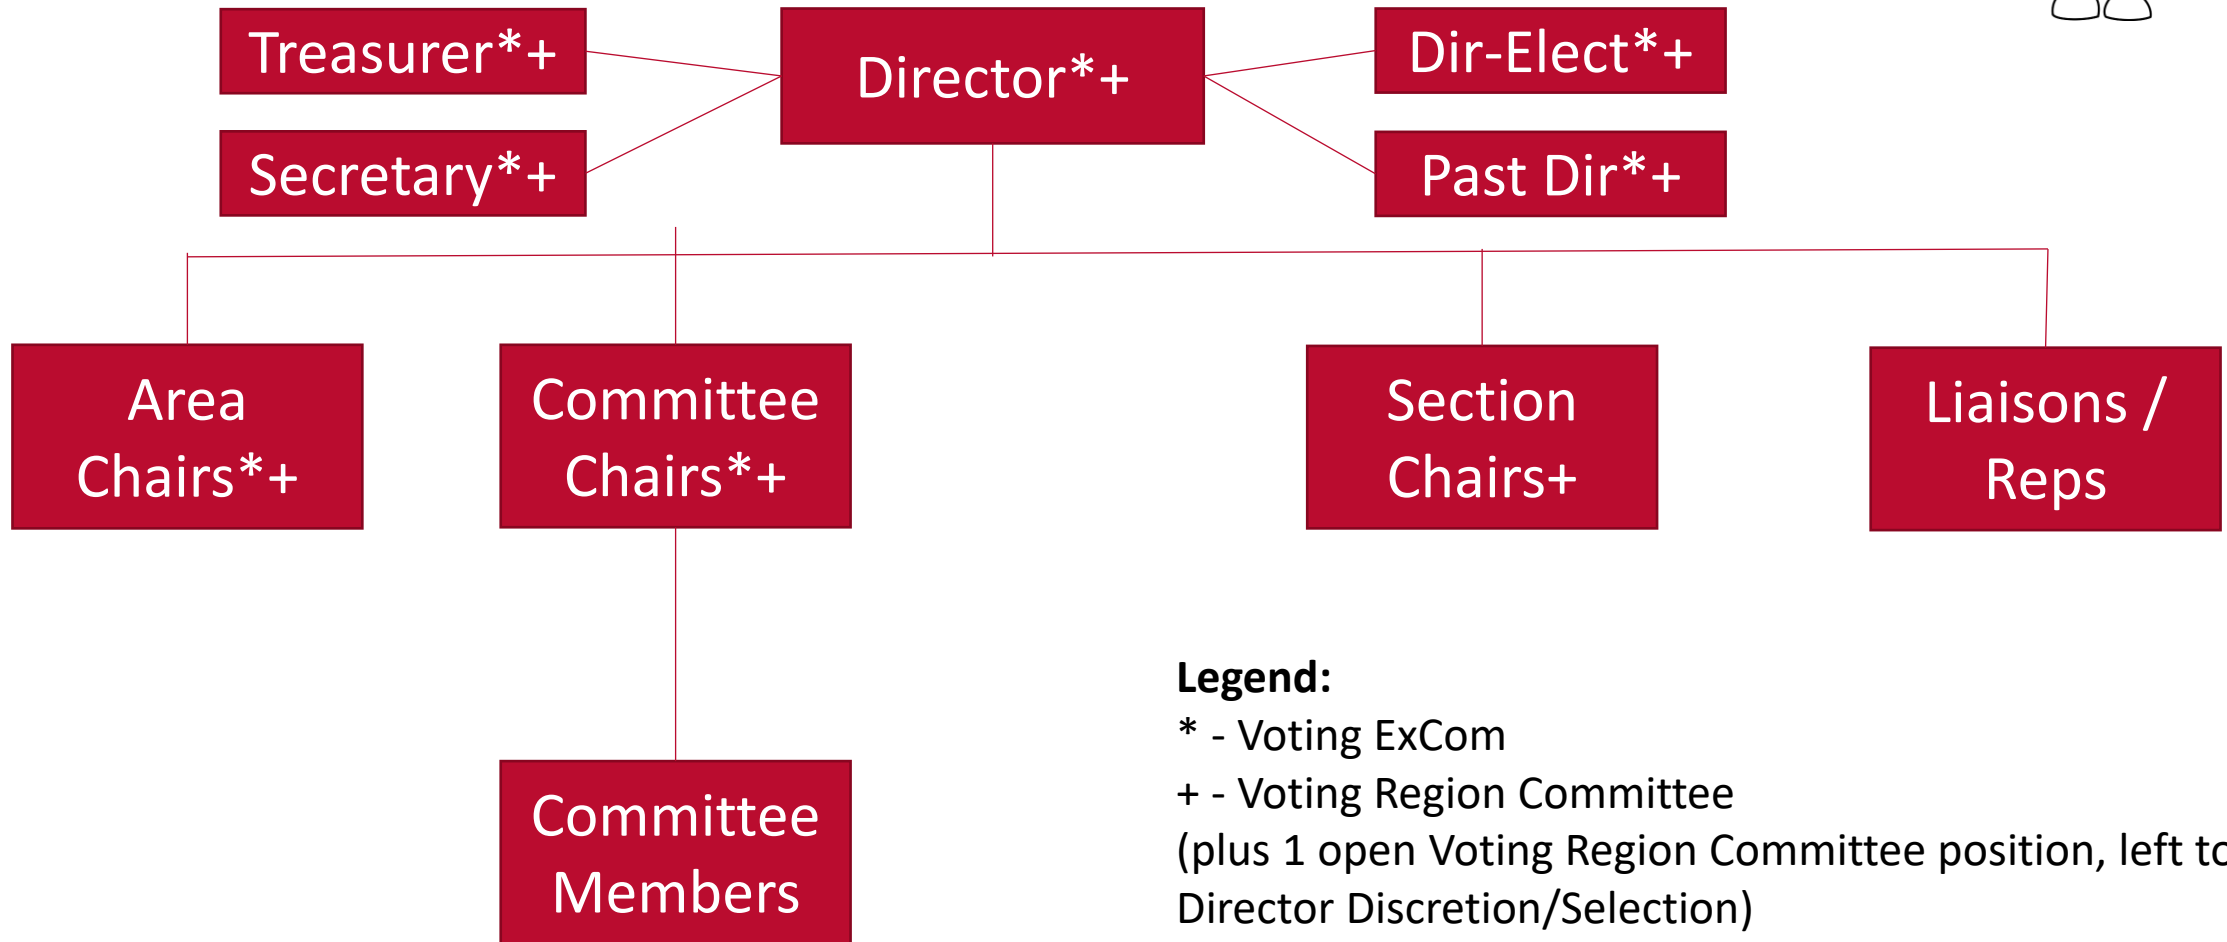 Treasurer*+
Director*+
Dir-Elect*+
Secretary*+
Past Dir*+
Area
Chairs*+
Committee
Chairs*+
Section
Chairs+
Liaisons /
Reps
Committee
Members
Legend:
* - Voting ExCom
+ - Voting Region Committee
(plus 1 open Voting Region Committee position, left to
Director Discretion/Selection)